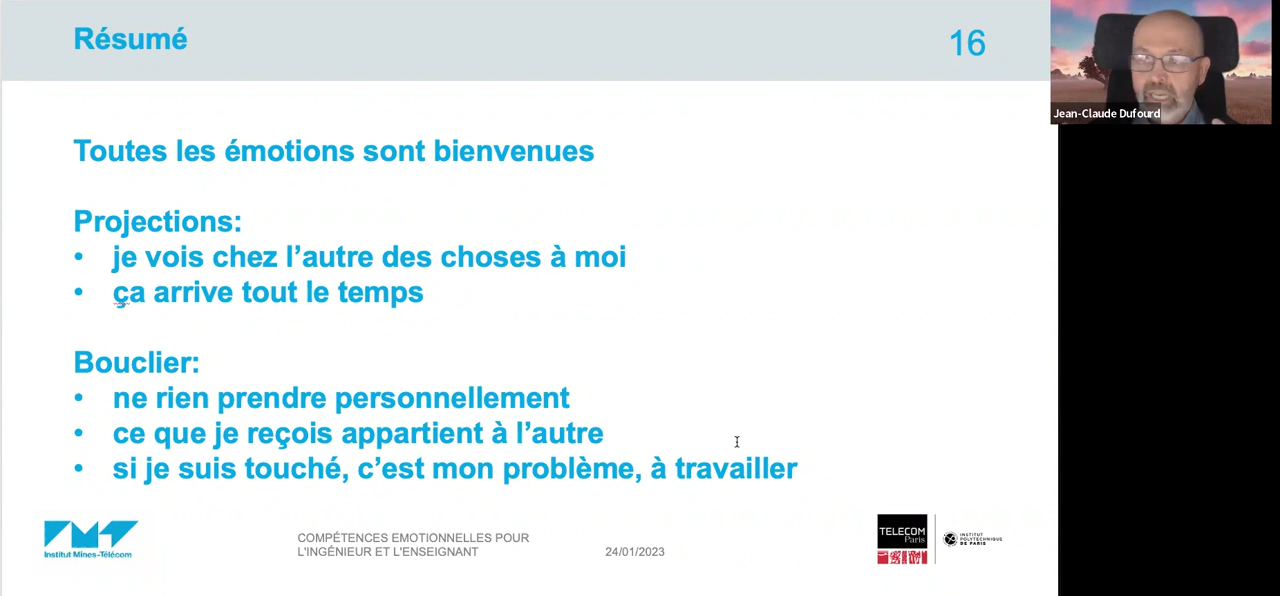 Résumé
16
Jean-Claude Dufourd
Toutes les émotions sont bienvenues
Projections:
• je vois chez l’autre des choses à moi
• ça arrive tout le temps
Bouclier:
• ne rien prendre personnellement
• ce que je reçois appartient à l’autre
• si je suis touché, c’est mon problème, à travailler
IMT
Institut Mines-Télécom
COMPÉTENCES EMOTIONNELLES POUR
L'INGÉNIEUR ET L'ENSEIGNANT
24/01/2023
TELECOM
Paris
INSTITUT
POLYTECHNIQUE
DE PARIS